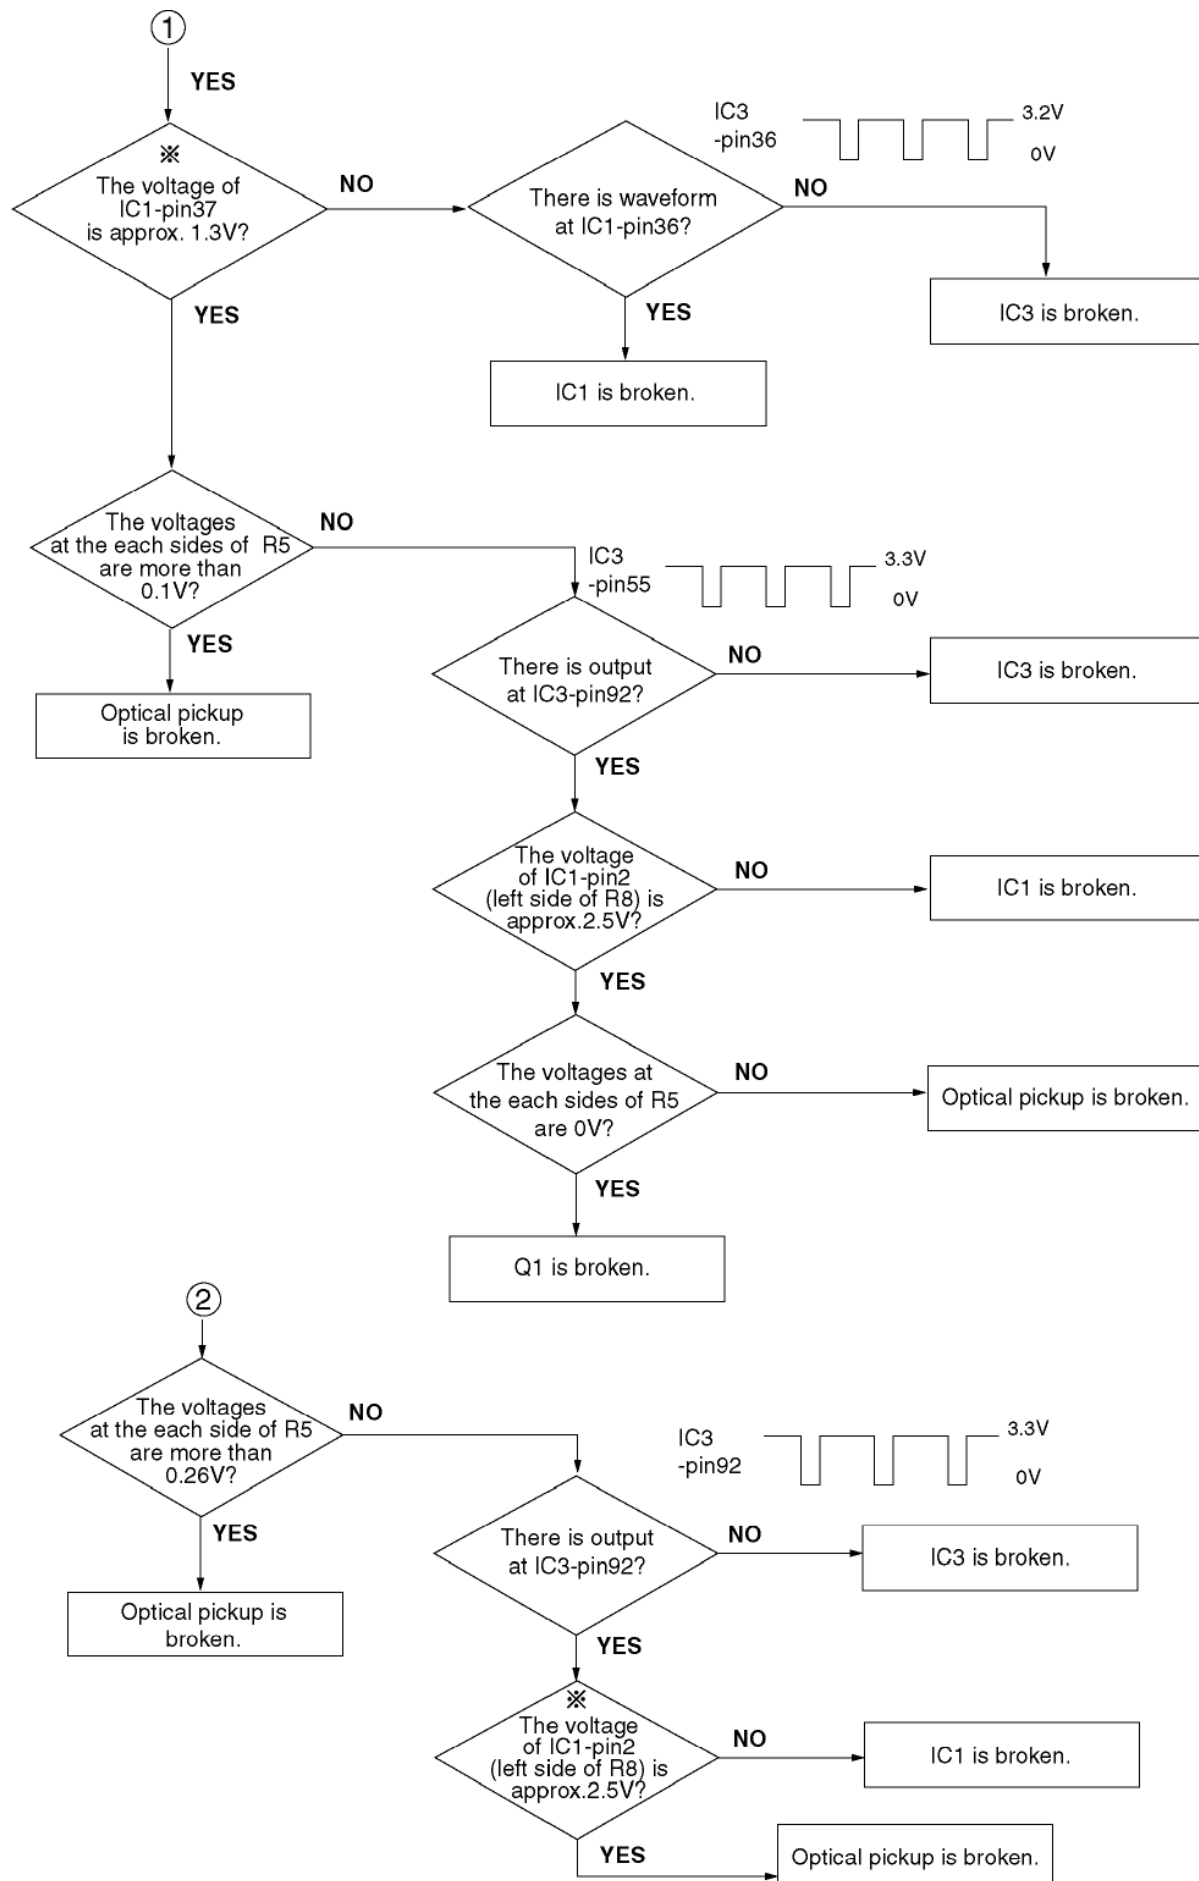 ①
YES
※
The voltage of
IC1-pin37
is approx. 1.3V?
NO
There is waveform
at IC1-pin36?
IC3
-pin36
3.2V
0V
NO
IC3 is broken.
YES
IC1 is broken.
YES
The voltages
at the each sides of R5
are more than
0.1V?
NO
YES
Optical pickup
is broken.
IC3
-pin55
3.3V
0V
There is output
at IC3-pin92?
NO
IC3 is broken.
YES
The voltage
of IC1-pin2
(left side of R8) is
approx.2.5V?
NO
IC1 is broken.
YES
The voltages at
the each sides of R5
are 0V?
NO
Optical pickup is broken.
YES
Q1 is broken.
②
The voltages
at the each side of R5
are more than
0.26V?
NO
YES
Optical pickup is
broken.
IC3
-pin92
3.3V
0V
There is output
at IC3-pin92?
NO
IC3 is broken.
YES
※
The voltage
of IC1-pin2
(left side of R8) is
approx.2.5V?
NO
IC1 is broken.
YES
Optical pickup is broken.